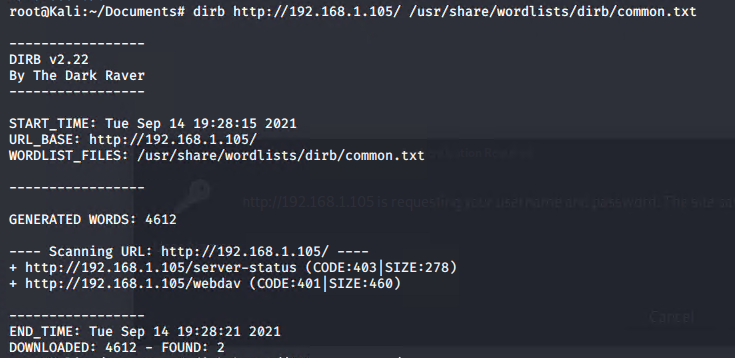 root@Kali:~/Documents# dirb http://192.168.1.105/ /usr/share/wordlists/dirb/common.txt
-----------------
DIRB v2.22
By The Dark Raver
-----------------
START_TIME: Tue Sep 14 19:28:15 2021
URL_BASE: http://192.168.1.105/
WORDLIST_FILES: /usr/share/wordlists/dirb/common.txt
-----------------
http://192.168.1.105 is requesting your username and password. The site sa
GENERATED WORDS: 4612
---- Scanning URL: http://192.168.1.105/ ----
+ http://192.168.1.105/server-status (CODE:403|SIZE:278)
+ http://192.168.1.105/webdav (CODE:401|SIZE:460)
Cancel
-----------------
END_TIME: Tue Sep 14 19:28:21 2021
DOWNLOADED: 4612 - FOUND: 2